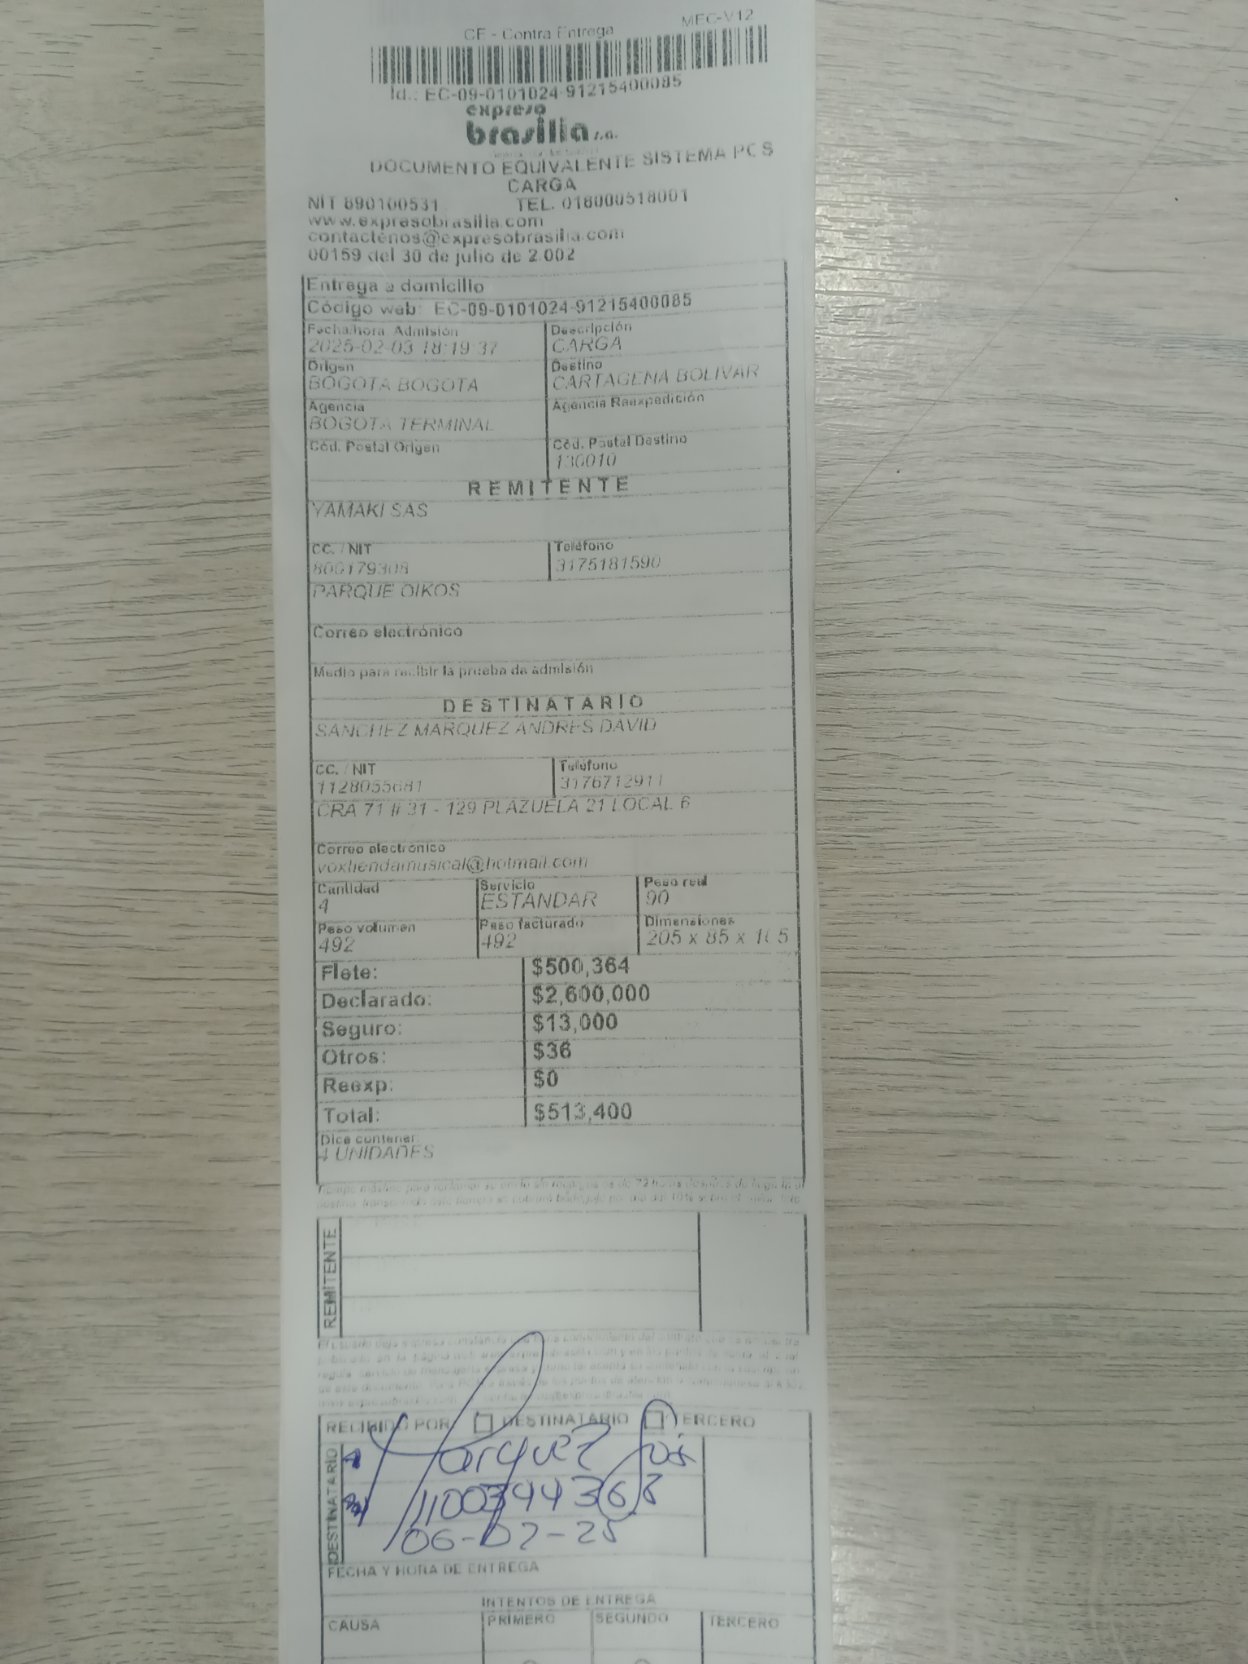 CE - Contra Entrega MEC-V12
Id.: EC-09-0101024-91215400085
expreso
brasilia s.a.
DOCUMENTO EQUIVALENTE SISTEMA POS
CARGA
NIT 890100531 TEL. 018000518001
www.expresobrasilia.com
contactenos@expresobrasilia.com
00159 del 30 de julio de 2.002
Entrega a domicilio
Código web: EC-09-0101024-91215400085
Fecha/hora Admisión Descripción
2025-02-03 18:19:37 CARGA
Origen Destino
BOGOTA BOGOTA CARTAGENA BOLIVAR
Agencia Agencia Reexpedición
BOGOTA TERMINAL
Cód. Postal Origen Cód. Postal Destino
130010
REMITENTE
YAMAKI SAS
CC. / NIT Teléfono
800179308 3175181590
PARQUE OIKOS
Correo electrónico
Medio para recibir la prueba de admisión
DESTINATARIO
SANCHEZ MARQUEZ ANDRES DAVID
CC. / NIT Teléfono
1128055681 3176712911
CRA 71 # 31 - 129 PLAZUELA 21 LOCAL 6
Correo electrónico
voxtiendamusical@hotmail.com
Cantidad Servicio Peso real
4 ESTANDAR 90
Peso volumen Peso facturado Dimensiones
492 492 205 x 85 x 105
Flete: $500,364
Declarado: $2,600,000
Seguro: $13,000
Otros: $36
Reexp: $0
Total: $513,400
Dice contener:
4 UNIDADES
REMITENTE
RECIBIDO POR DESTINATARIO TERCERO
DESTINATARIO
Marquez
06-02-25
FECHA Y HORA DE ENTREGA
INTENTOS DE ENTREGA
CAUSA PRIMERO SEGUNDO TERCERO